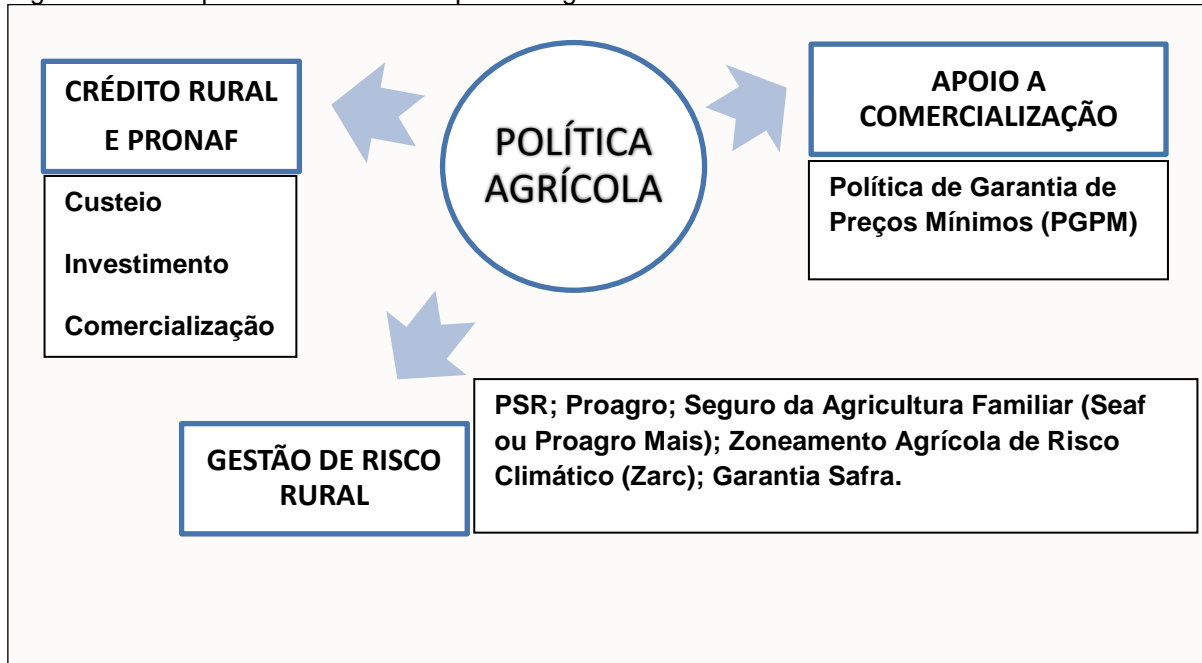 CRÉDITO RURAL
E PRONAF
Custeio
Investimento
Comercialização
POLÍTICA
AGRÍCOLA
APOIO A
COMERCIALIZAÇÃO
Política de Garantia de
Preços Mínimos (PGPM)
GESTÃO DE RISCO
RURAL
PSR; Proagro; Seguro da Agricultura Familiar (Seaf
ou Proagro Mais); Zoneamento Agrícola de Risco
Climático (Zarc); Garantia Safra.